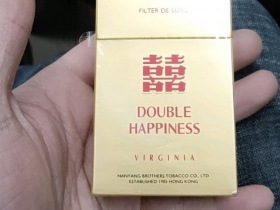 FILTER DE LUXE
囍
DOUBLE
HAPPINESS
VIRGINIA
NANYANG BROTHERS TOBACCO CO., LTD
ESTABLISHED 1905 HONG KONG